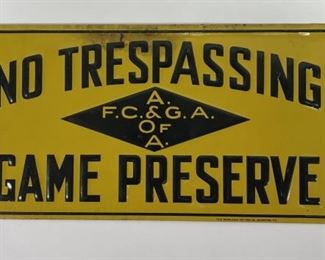 NO TRESPASSING
A.
F.C.&G.A.
OF
A.
GAME PRESERVE